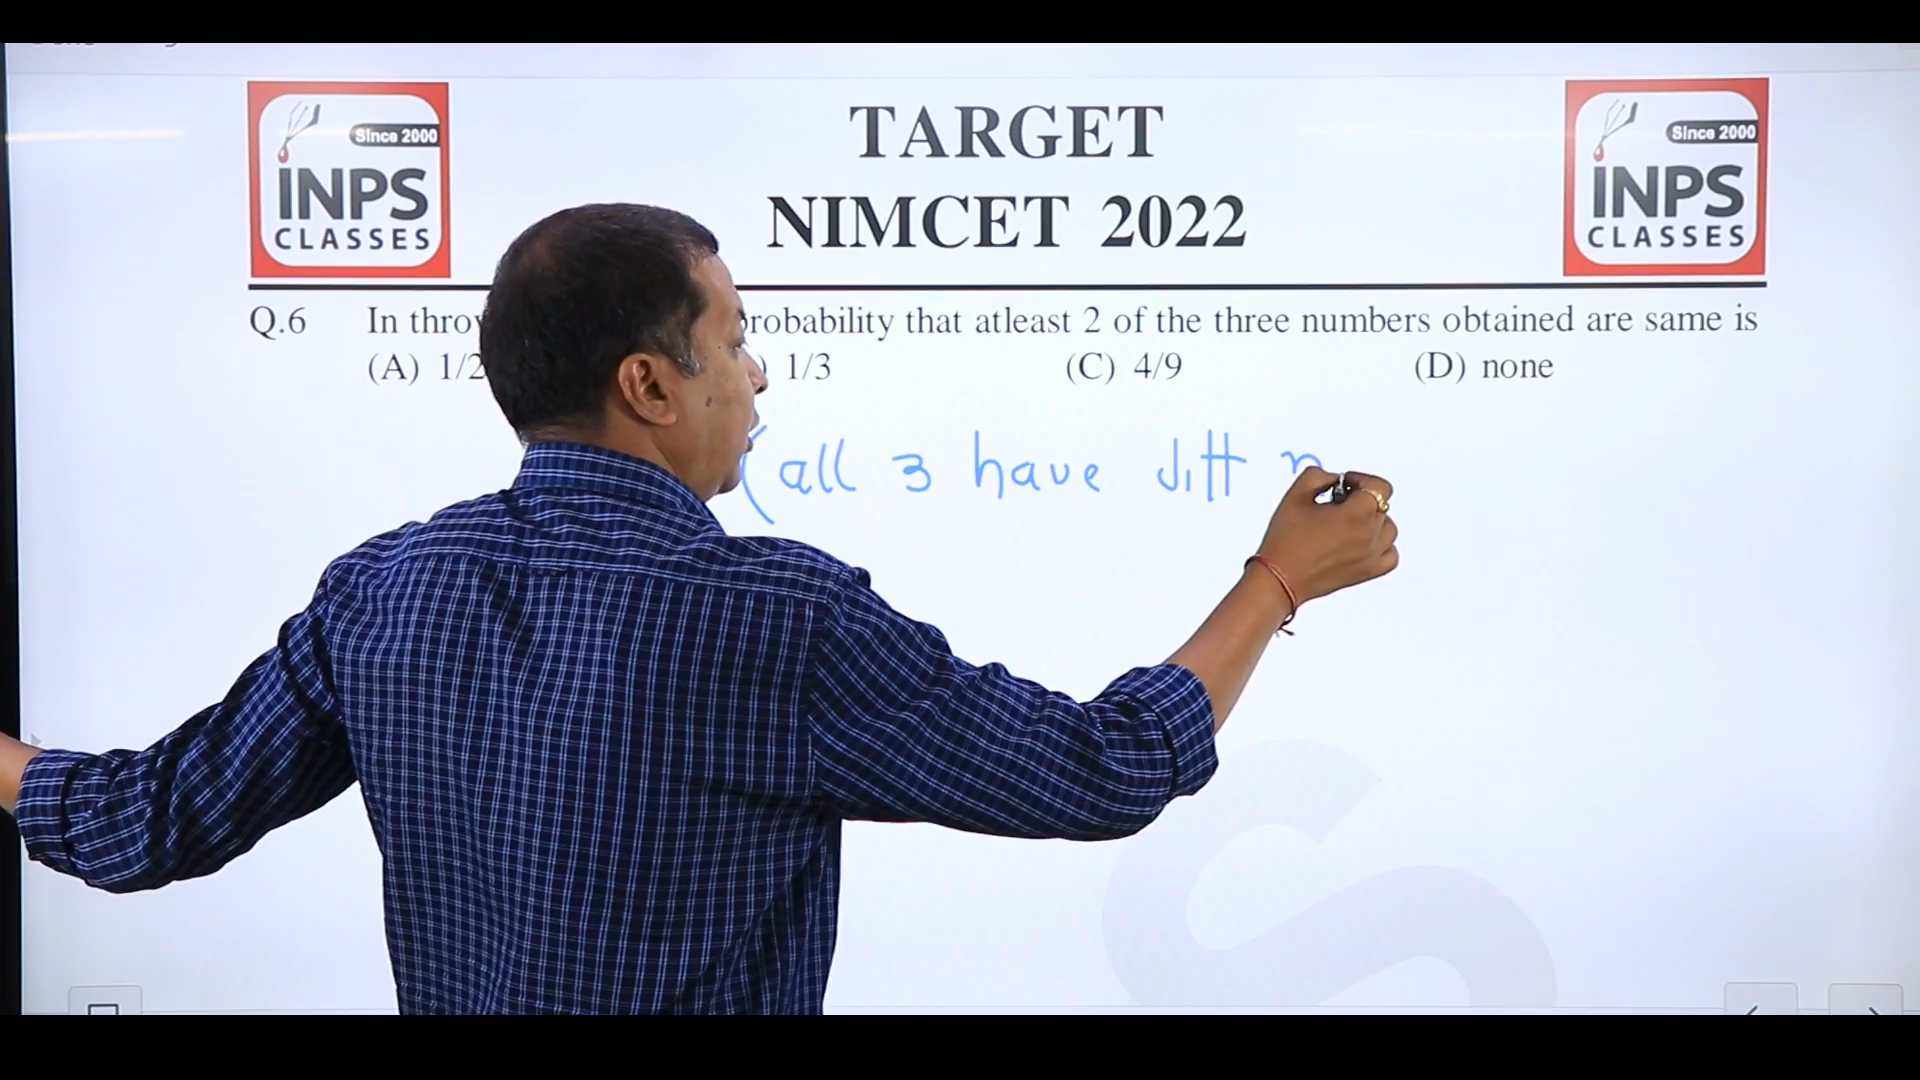 Since 2000
INPS
CLASSES
TARGET
NIMCET 2022
Since 2000
INPS
CLASSES
Q.6 In probability that atleast 2 of the three numbers obtained are same is
(A) 1/2 1/3 (C) 4/9 (D) none
(all 3 have diff